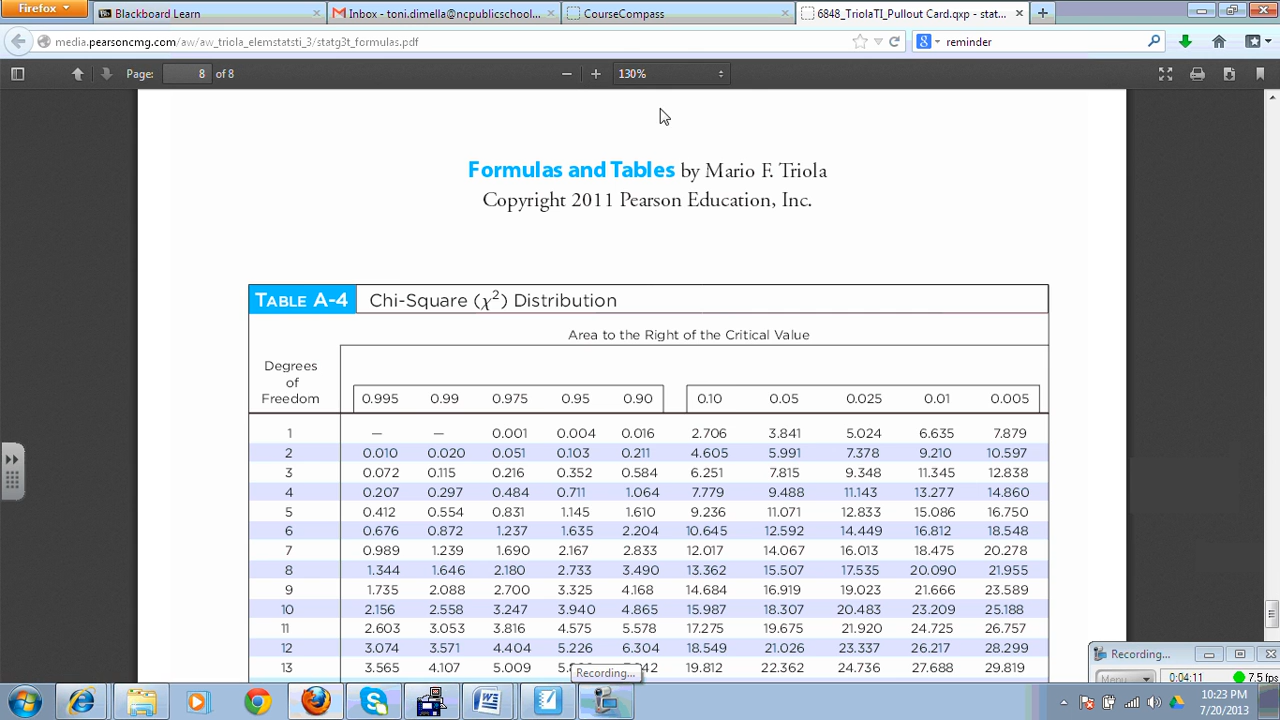 Firefox
Blackboard Learn
Inbox - toni.dimella@ncpublicschool...
CourseCompass
6848_TriolaTI_Pullout Card.qxp - stat...
media.pearsoncmg.com/aw/aw_triola_elemstatsti_3/statg3t_formulas.pdf
reminder
Page: 8 of 8
130%
Formulas and Tables by Mario F. Triola
Copyright 2011 Pearson Education, Inc.
TABLE A-4 Chi-Square (χ²) Distribution
Area to the Right of the Critical Value
Degrees
of
Freedom 0.995 0.99 0.975 0.95 0.90 0.10 0.05 0.025 0.01 0.005
1 — — 0.001 0.004 0.016 2.706 3.841 5.024 6.635 7.879
2 0.010 0.020 0.051 0.103 0.211 4.605 5.991 7.378 9.210 10.597
3 0.072 0.115 0.216 0.352 0.584 6.251 7.815 9.348 11.345 12.838
4 0.207 0.297 0.484 0.711 1.064 7.779 9.488 11.143 13.277 14.860
5 0.412 0.554 0.831 1.145 1.610 9.236 11.071 12.833 15.086 16.750
6 0.676 0.872 1.237 1.635 2.204 10.645 12.592 14.449 16.812 18.548
7 0.989 1.239 1.690 2.167 2.833 12.017 14.067 16.013 18.475 20.278
8 1.344 1.646 2.180 2.733 3.490 13.362 15.507 17.535 20.090 21.955
9 1.735 2.088 2.700 3.325 4.168 14.684 16.919 19.023 21.666 23.589
10 2.156 2.558 3.247 3.940 4.865 15.987 18.307 20.483 23.209 25.188
11 2.603 3.053 3.816 4.575 5.578 17.275 19.675 21.920 24.725 26.757
12 3.074 3.571 4.404 5.226 6.304 18.549 21.026 23.337 26.217 28.299
13 3.565 4.107 5.009 19.812 22.362 24.736 27.688 29.819
Recording...
Recording...
Menu
0:04:11
7.5 fps
10:23 PM
7/20/2013